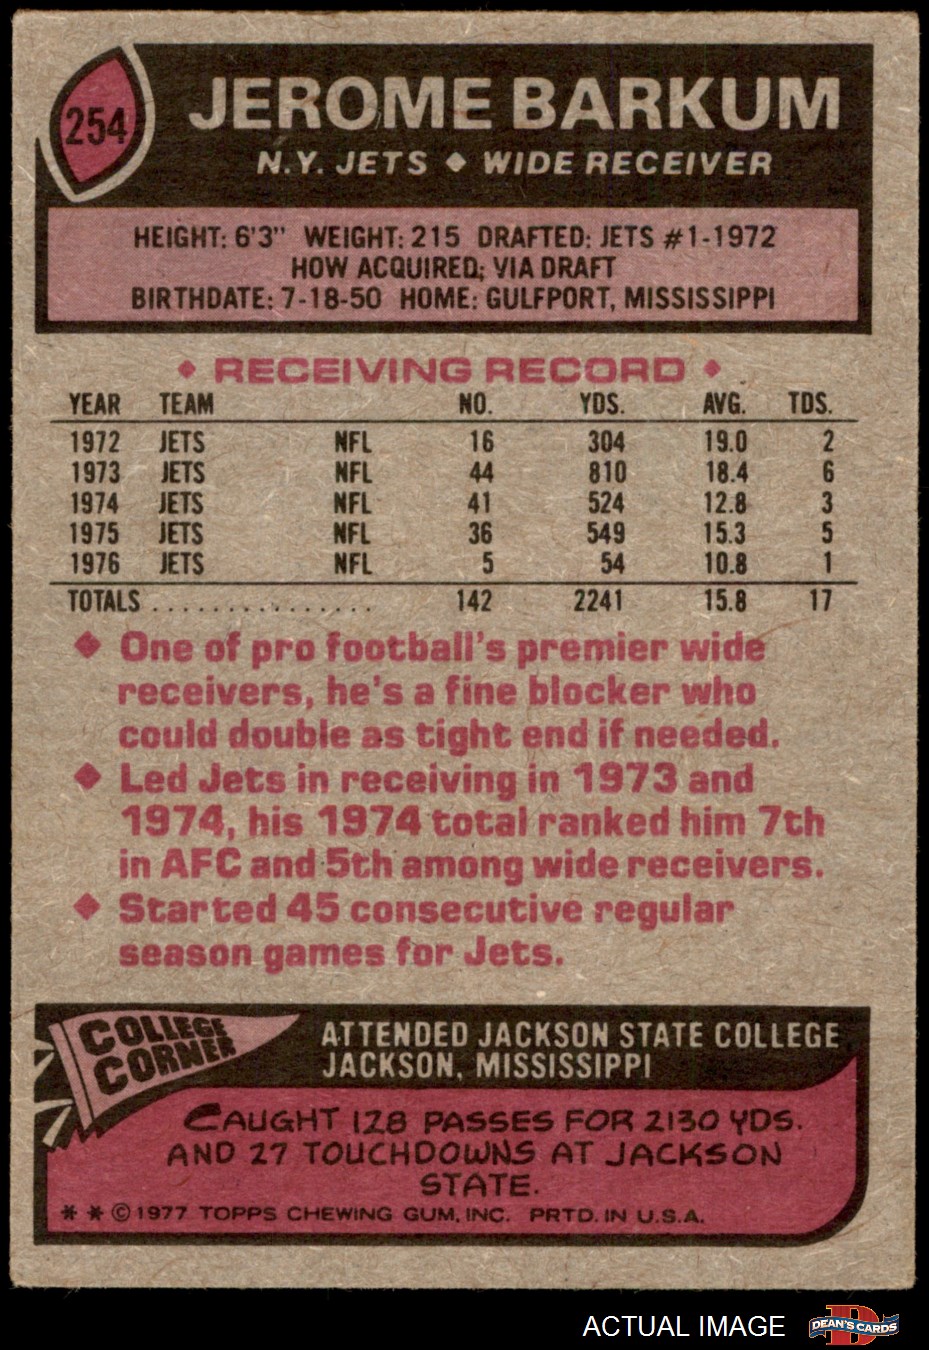 254
JEROME BARKUM
N.Y. JETS ◆ WIDE RECEIVER
HEIGHT: 6'3" WEIGHT: 215 DRAFTED: JETS #1-1972
HOW ACQUIRED: VIA DRAFT
BIRTHDATE: 7-18-50 HOME: GULFPORT, MISSISSIPPI
◆ RECEIVING RECORD ◆
YEAR TEAM NO. YDS. AVG. TDS.
1972 JETS NFL 16 304 19.0 2
1973 JETS NFL 44 810 18.4 6
1974 JETS NFL 41 524 12.8 3
1975 JETS NFL 36 549 15.3 5
1976 JETS NFL 5 54 10.8 1
TOTALS ............... 142 2241 15.8 17
◆ One of pro football's premier wide
receivers, he's a fine blocker who
could double as tight end if needed.
◆ Led Jets in receiving in 1973 and
1974, his 1974 total ranked him 7th
in AFC and 5th among wide receivers.
◆ Started 45 consecutive regular
season games for Jets.
COLLEGE
CORNER
ATTENDED JACKSON STATE COLLEGE
JACKSON, MISSISSIPPI
CAUGHT 128 PASSES FOR 2130 YDS.
AND 27 TOUCHDOWNS AT JACKSON
STATE.
* * © 1977 TOPPS CHEWING GUM, INC. PRTD. IN U.S.A.
ACTUAL IMAGE
D
DEAN'S CARDS